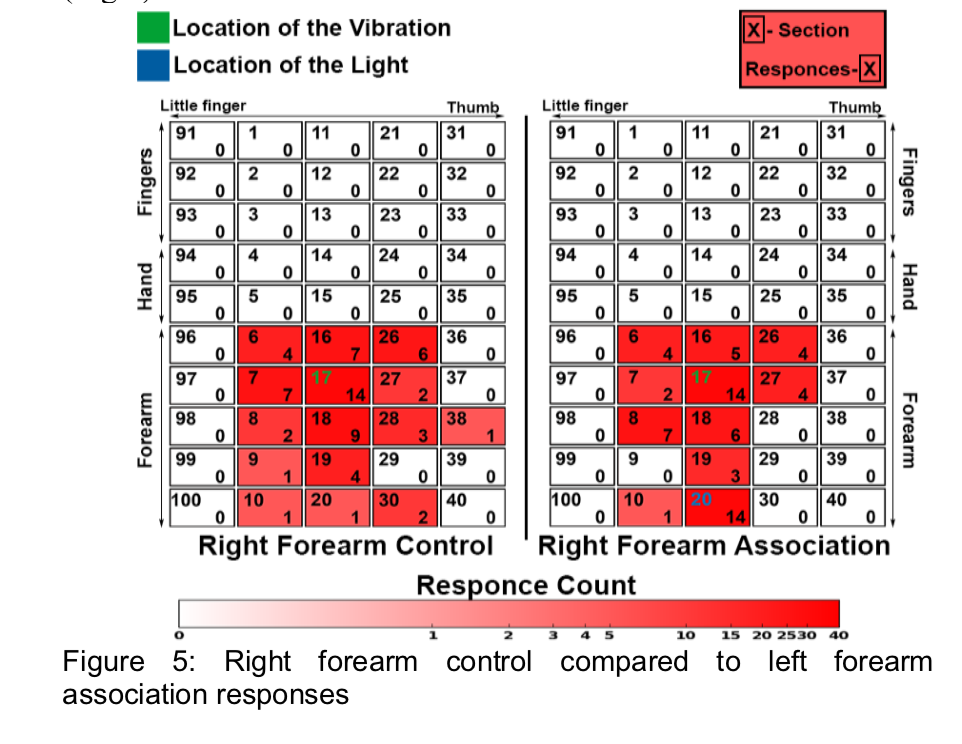 Location of the Vibration
Location of the Light
X - Section
Responces- X
Little finger Thumb Little finger Thumb
91 0 1 0 11 0 21 0 31 0 91 0 1 0 11 0 21 0 31 0
92 0 2 0 12 0 22 0 32 0 92 0 2 0 12 0 22 0 32 0
93 0 3 0 13 0 23 0 33 0 93 0 3 0 13 0 23 0 33 0
94 0 4 0 14 0 24 0 34 0 94 0 4 0 14 0 24 0 34 0
95 0 5 0 15 0 25 0 35 0 95 0 5 0 15 0 25 0 35 0
96 0 6 4 16 7 26 6 36 0 96 0 6 4 16 5 26 4 36 0
97 0 7 7 17 14 27 2 37 0 97 0 7 2 17 14 27 4 37 0
98 0 8 2 18 9 28 3 38 1 98 0 8 7 18 6 28 0 38 0
99 0 9 1 19 4 29 0 39 0 99 0 9 0 19 3 29 0 39 0
100 0 10 1 20 1 30 2 40 0 100 0 10 1 20 14 30 0 40 0
Fingers
Hand
Forearm
Fingers
Hand
Forearm
Right Forearm Control Right Forearm Association
Responce Count
0 1 2 3 4 5 10 15 20 25 30 40
Figure 5: Right forearm control compared to left forearm
association responses